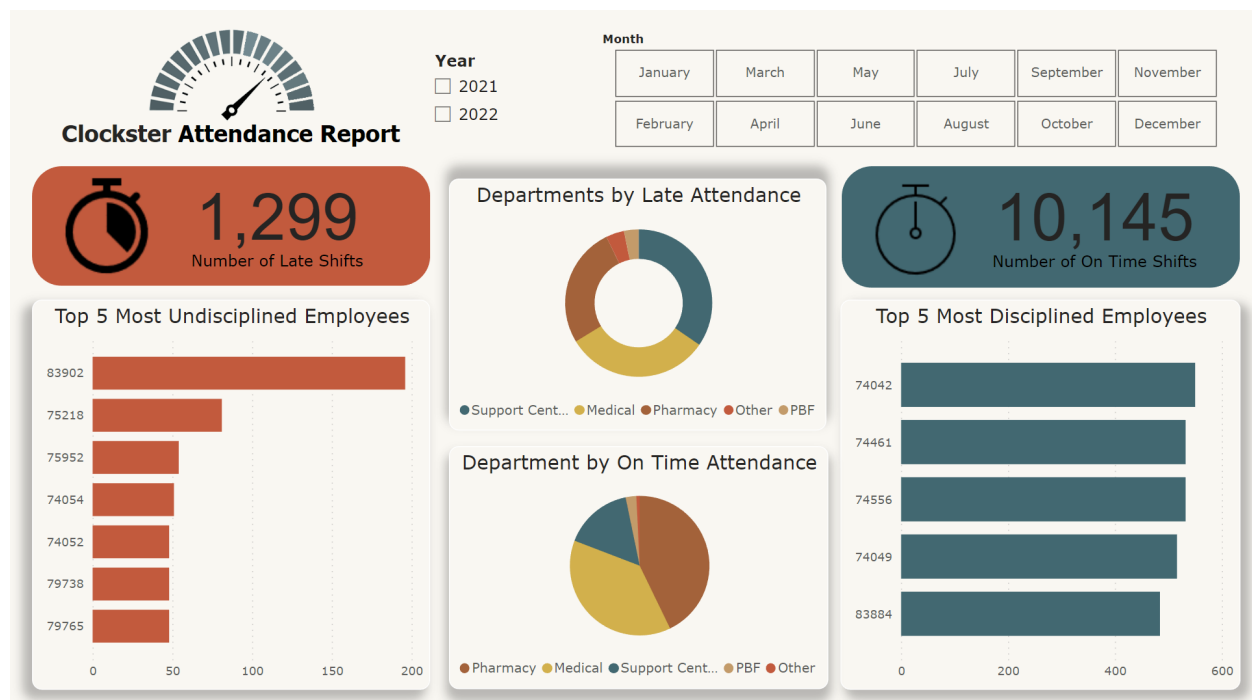 Clockster Attendance Report
Year
2021
2022
Month
January March May July September November
February April June August October December
1,299
Number of Late Shifts
Departments by Late Attendance
Support Cent... Medical Pharmacy Other PBF
10,145
Number of On Time Shifts
Top 5 Most Undisciplined Employees
83902
75218
75952
74054
74052
79738
79765
0 50 100 150 200
Department by On Time Attendance
Pharmacy Medical Support Cent... PBF Other
Top 5 Most Disciplined Employees
74042
74461
74556
74049
83884
0 200 400 600